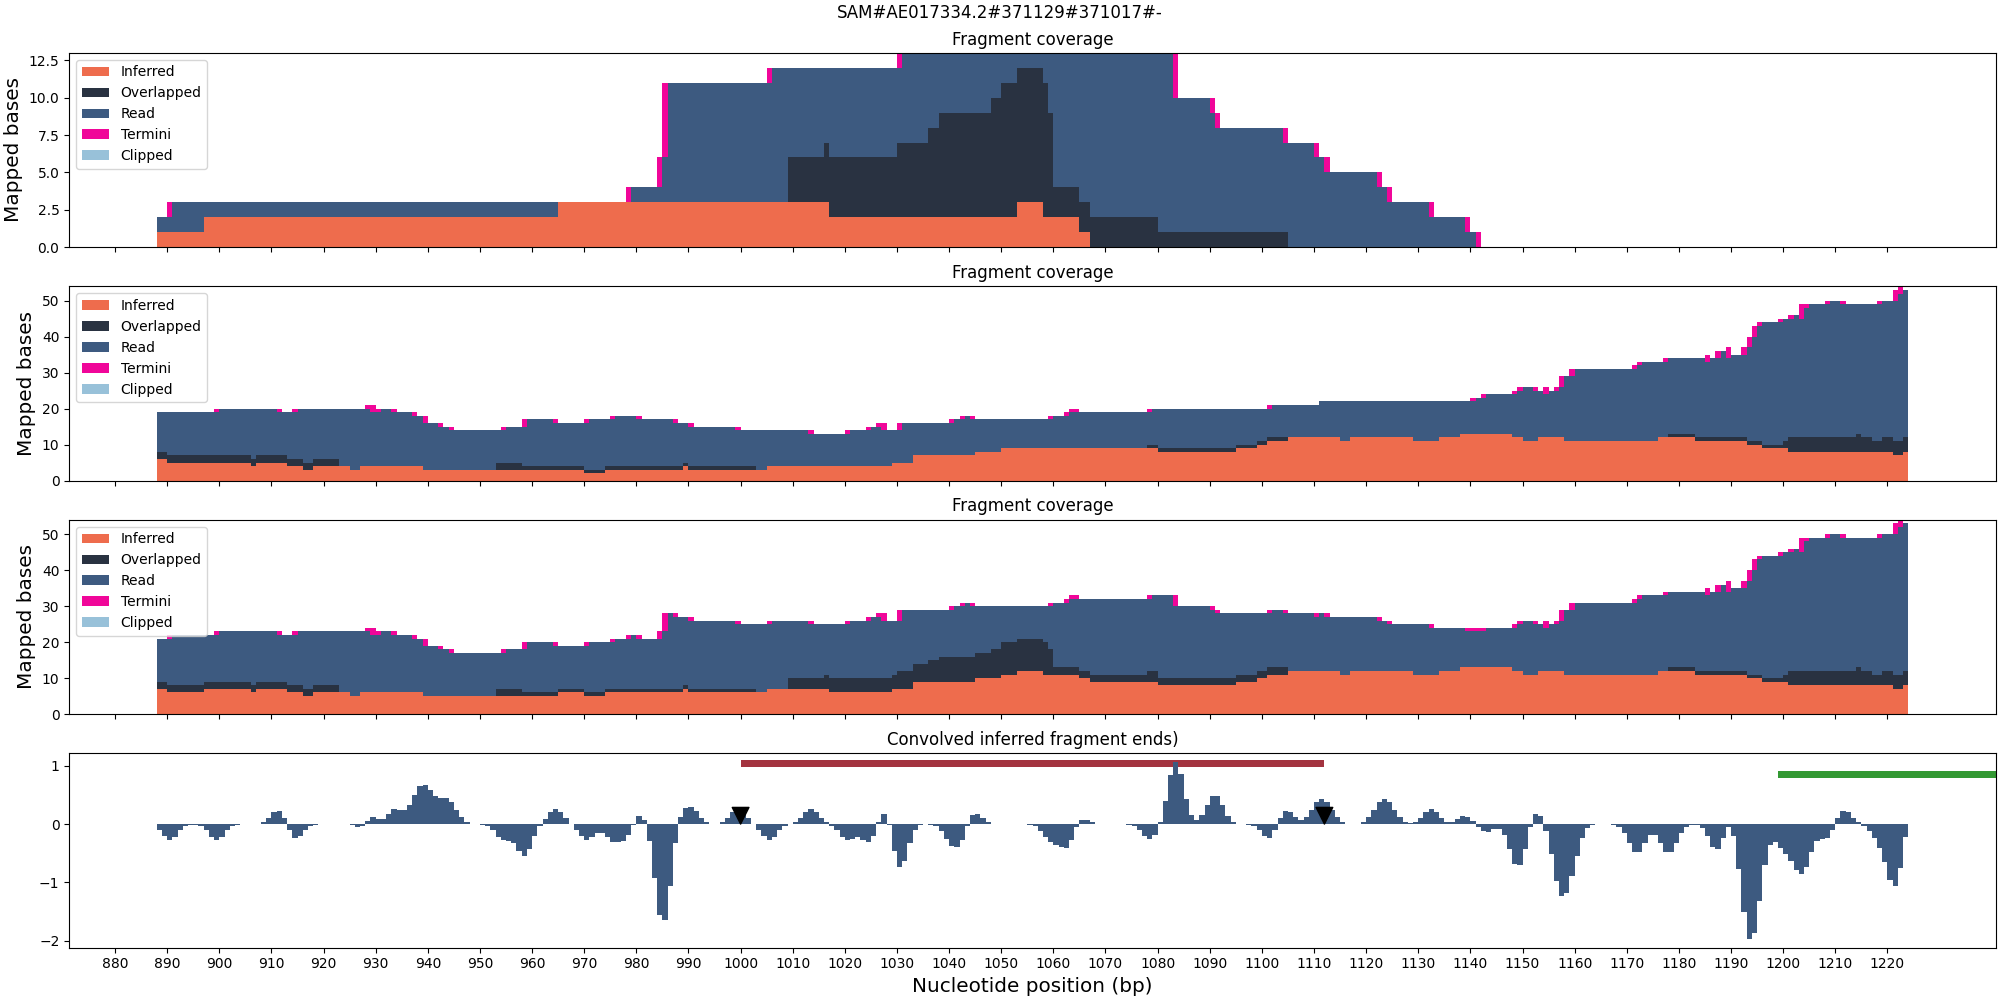 SAM#AE017334.2#371129#371017#-
Fragment coverage
Mapped bases
12.5
10.0
7.5
5.0
2.5
0.0
Inferred
Overlapped
Read
Termini
Clipped
Fragment coverage
Mapped bases
50
40
30
20
10
0
Inferred
Overlapped
Read
Termini
Clipped
Fragment coverage
Mapped bases
50
40
30
20
10
0
Inferred
Overlapped
Read
Termini
Clipped
Convolved inferred fragment ends)
1
0
−1
−2
880 890 900 910 920 930 940 950 960 970 980 990 1000 1010 1020 1030 1040 1050 1060 1070 1080 1090 1100 1110 1120 1130 1140 1150 1160 1170 1180 1190 1200 1210 1220
Nucleotide position (bp)